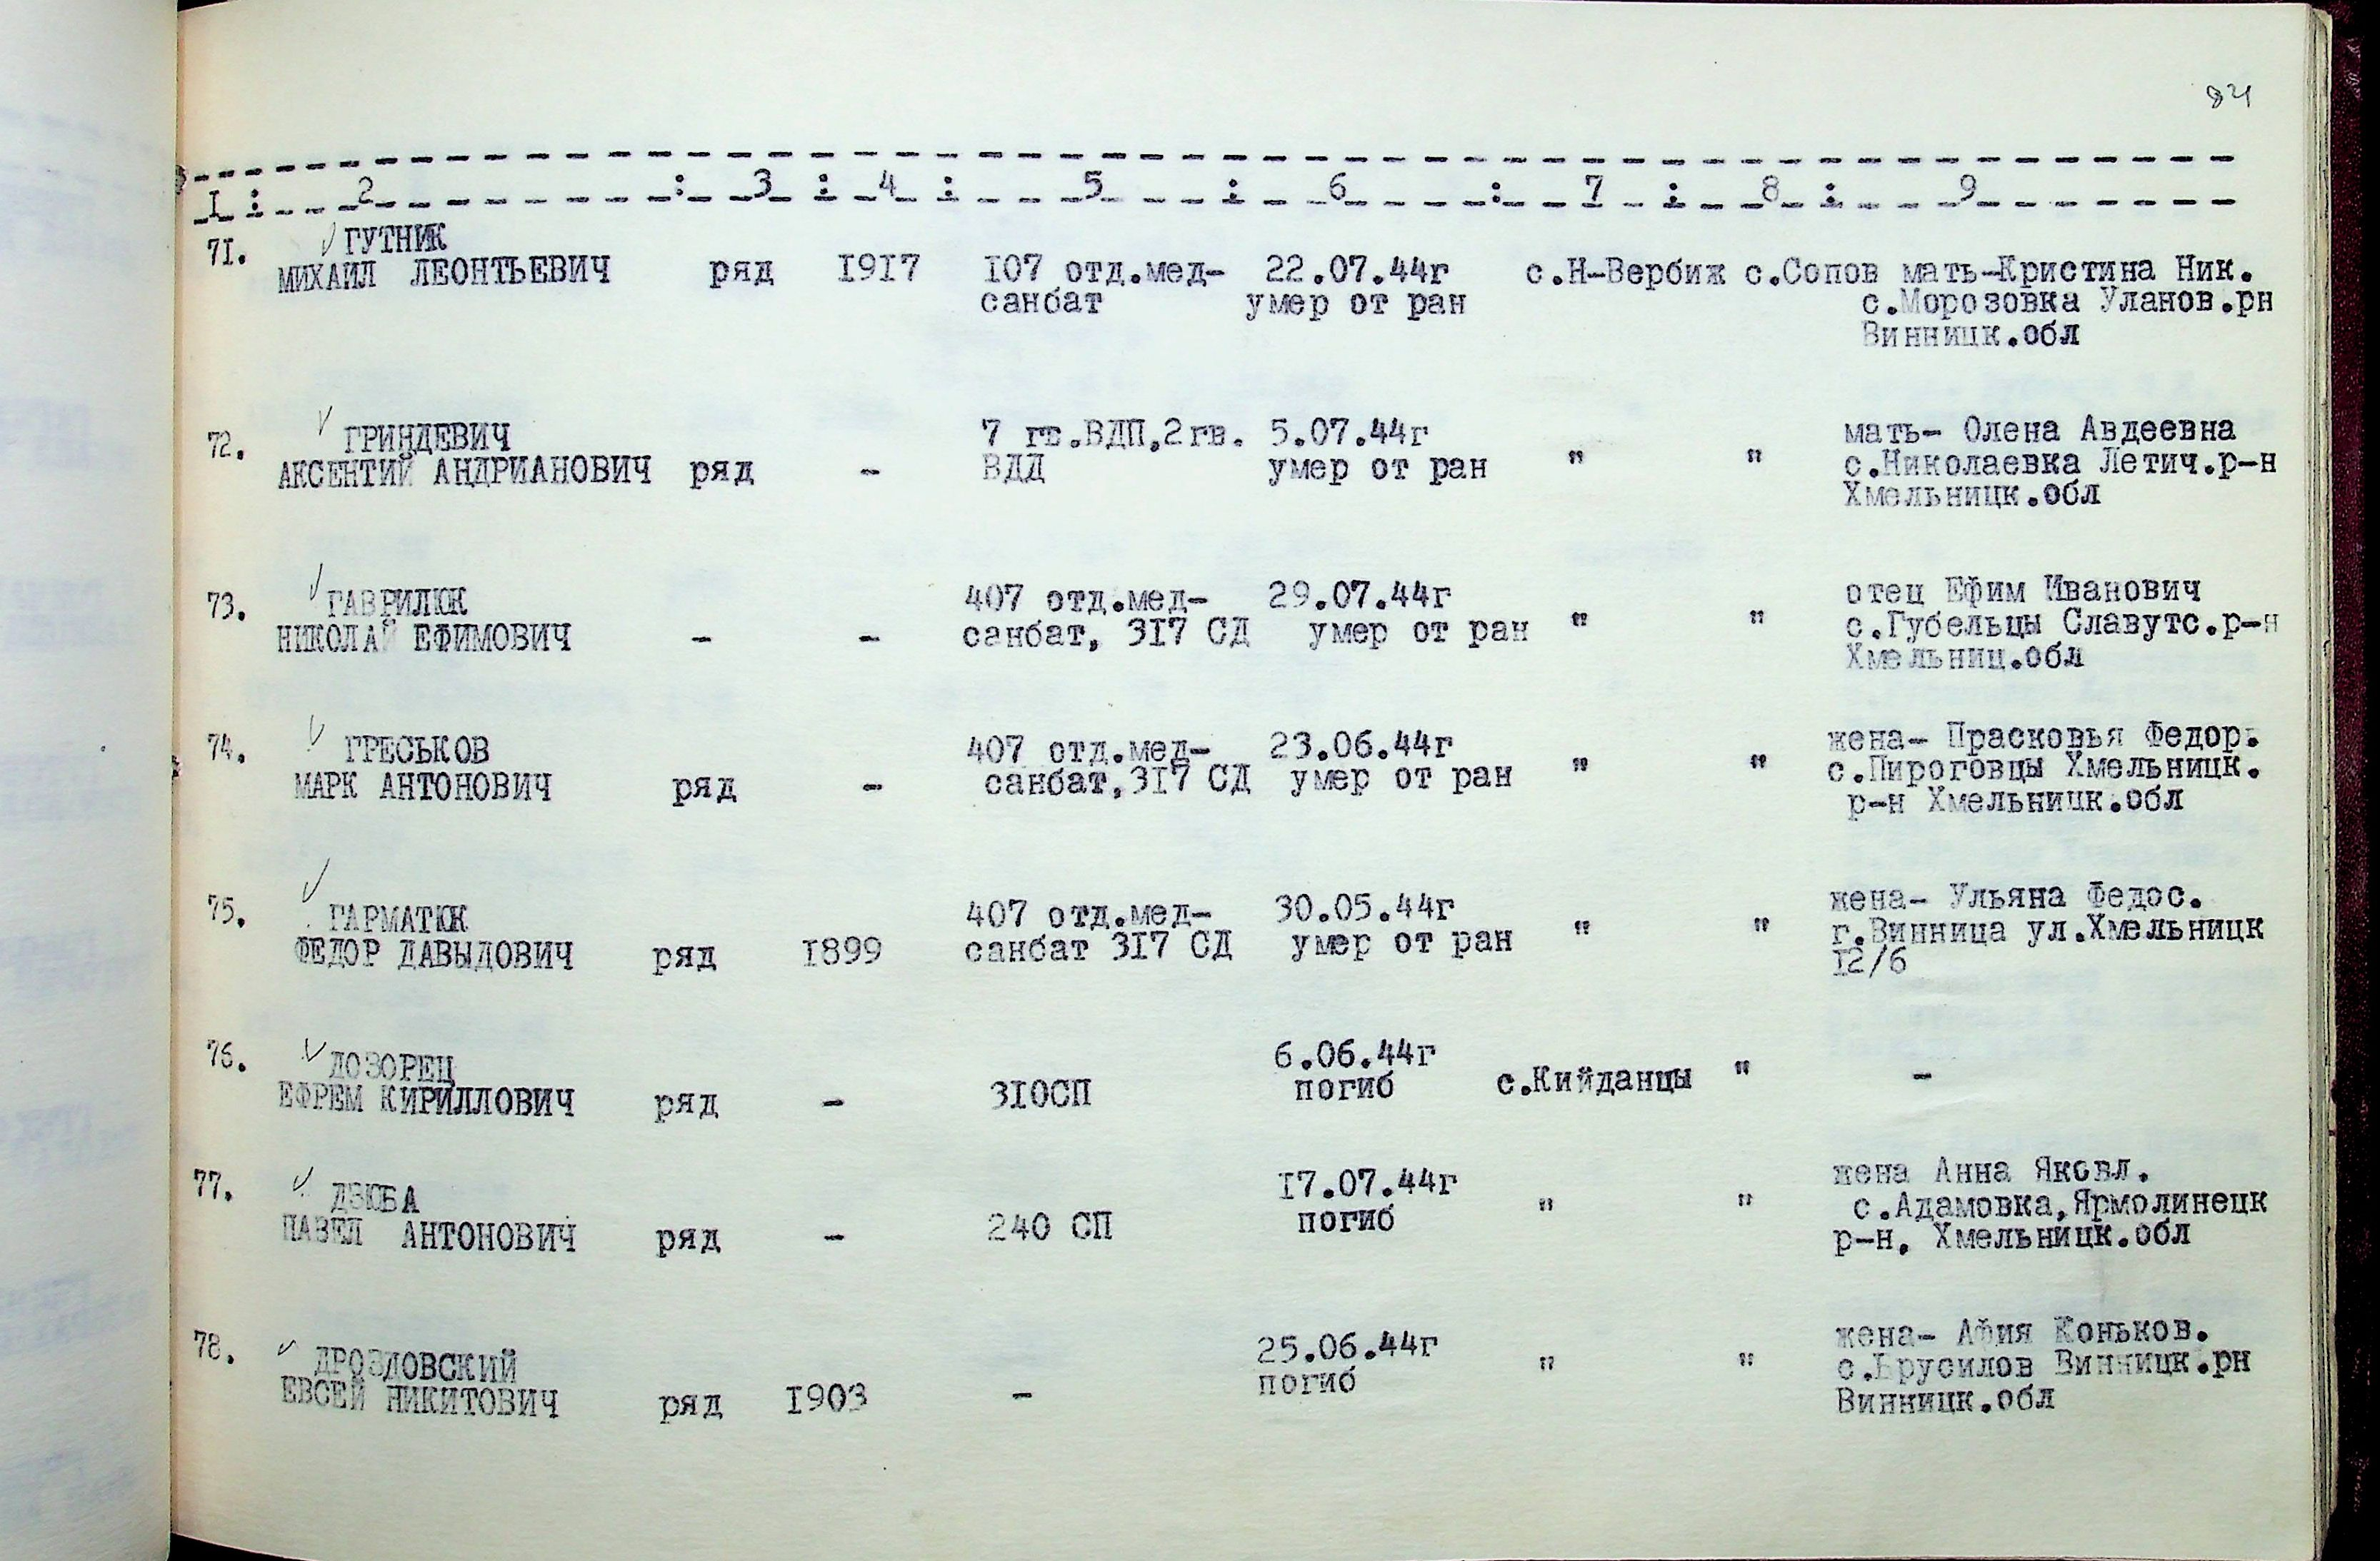 84
I : 2 : 3 : 4 : 5 : 6 : 7 : 8 : 9
71. ГУТНИК
МИХАИЛ ЛЕОНТЬЕВИЧ ряд 1917 107 отд.мед- 22.07.44г с.Н-Вербиж с.Сопов мать-Кристина Ник.
санбат умер от ран с.Морозовка Уланов.рн
Винницк.обл
72. ГРИНДЕВИЧ 7 гв.ВДП,2гв. 5.07.44г мать- Олена Авдеевна
АКСЕНТИЙ АНДРИАНОВИЧ ряд - ВДД умер от ран " " с.Николаевка Летич.р-н
Хмельницк.обл
73. ГАВРИЛЮК 407 отд.мед- 29.07.44г отец Ефим Иванович
НИКОЛАЙ ЕФИМОВИЧ - - санбат, 317 СД умер от ран " " с.Губельцы Славутс.р-н
Хмельниц.обл
74. ГРЕСЬКОВ 407 отд.мед- 23.06.44г жена- Прасковья Федор.
МАРК АНТОНОВИЧ ряд - санбат,317 СД умер от ран " " с.Пироговцы Хмельницк.
р-н Хмельницк.обл
75. ГАРМАТЮК 407 отд.мед- 30.05.44г жена- Ульяна Федос.
ФЕДОР ДАВЫДОВИЧ ряд 1899 санбат 317 СД умер от ран " " г.Винница ул.Хмельницк
12/6
76. ДОЗОРЕЦ 6.06.44г
ЕФРЕМ КИРИЛЛОВИЧ ряд - 310СП погиб с.Кийданцы " -
77. ДЗЮБА 17.07.44г жена Анна Яковл.
ПАВЕЛ АНТОНОВИЧ ряд - 240 СП погиб " " с.Адамовка,Ярмолинецк
р-н, Хмельницк.обл
78. ДРОЗДОВСКИЙ 25.06.44г жена- Афия Коньков.
ЕВСЕЙ НИКИТОВИЧ ряд 1903 - погиб " " с.Брусилов Винницк.рн
Винницк.обл